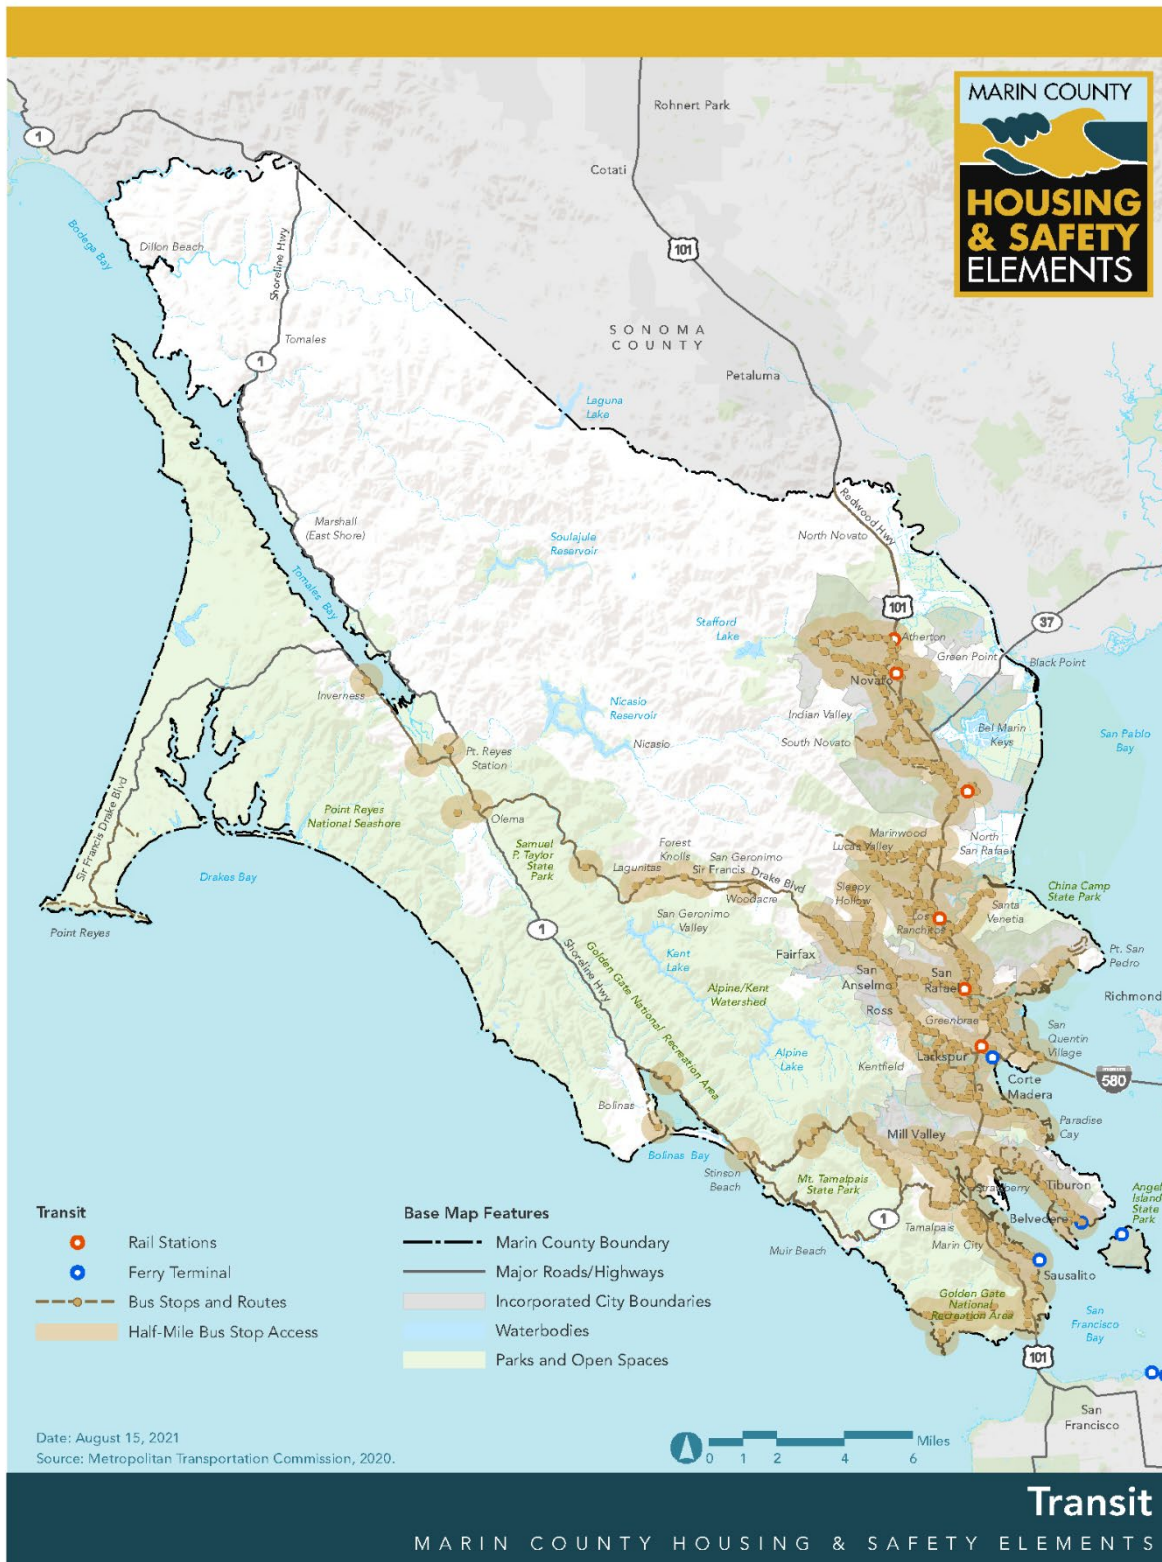 MARIN COUNTY
HOUSING
& SAFETY
ELEMENTS
Rohnert Park
1
Cotati
101
Bodega Bay
Dillon Beach
Shoreline Hwy
SONOMA
COUNTY
Tomales
1
Petaluma
Laguna
Lake
Redwood Hwy
Marshall
(East Shore)
Soulajule
Reservoir
North Novato
Tomales Bay
101
37
Stafford
Lake
Atherton
Green Point
Black Point
Novato
Inverness
Nicasio
Reservoir
Indian Valley
Bel Marin
Keys
San Pablo
Bay
Nicasio
South Novato
Pt. Reyes
Station
Sir Francis Drake Blvd
Point Reyes
National Seashore
Olema
Marinwood
Lucas Valley
North
San Rafael
Samuel
P. Taylor
State
Park
Forest
Knolls
San Geronimo
Lagunitas
Sir Francis Drake Blvd
Drakes Bay
Woodacre
Sleepy
Hollow
China Camp
State Park
Santa
Venetia
Point Reyes
San Geronimo
Valley
Los
Ranchitos
1
Shoreline Hwy
Golden Gate National Recreation Area
Kent
Lake
Fairfax
Pt. San
Pedro
San
Anselmo
San
Rafael
Alpine/Kent
Watershed
Ross
Richmond
Greenbrae
San
Quentin
Village
Alpine
Lake
Larkspur
Kentfield
580
Corte
Madera
Bolinas
Paradise
Cay
Mill Valley
Bolinas Bay
Stinson
Beach
Mt. Tamalpais
State Park
Strawberry
Tiburon
Angel
Island
State
Park
1
Belvedere
Tamalpais
Marin City
Muir Beach
Sausalito
Golden Gate
National
Recreation Area
San
Francisco
Bay
101
San
Francisco
Transit
Rail Stations
Ferry Terminal
Bus Stops and Routes
Half-Mile Bus Stop Access
Base Map Features
Marin County Boundary
Major Roads/Highways
Incorporated City Boundaries
Waterbodies
Parks and Open Spaces
Date: August 15, 2021
Source: Metropolitan Transportation Commission, 2020.
0 1 2 4 6
Miles
Transit
MARIN COUNTY HOUSING & SAFETY ELEMENTS